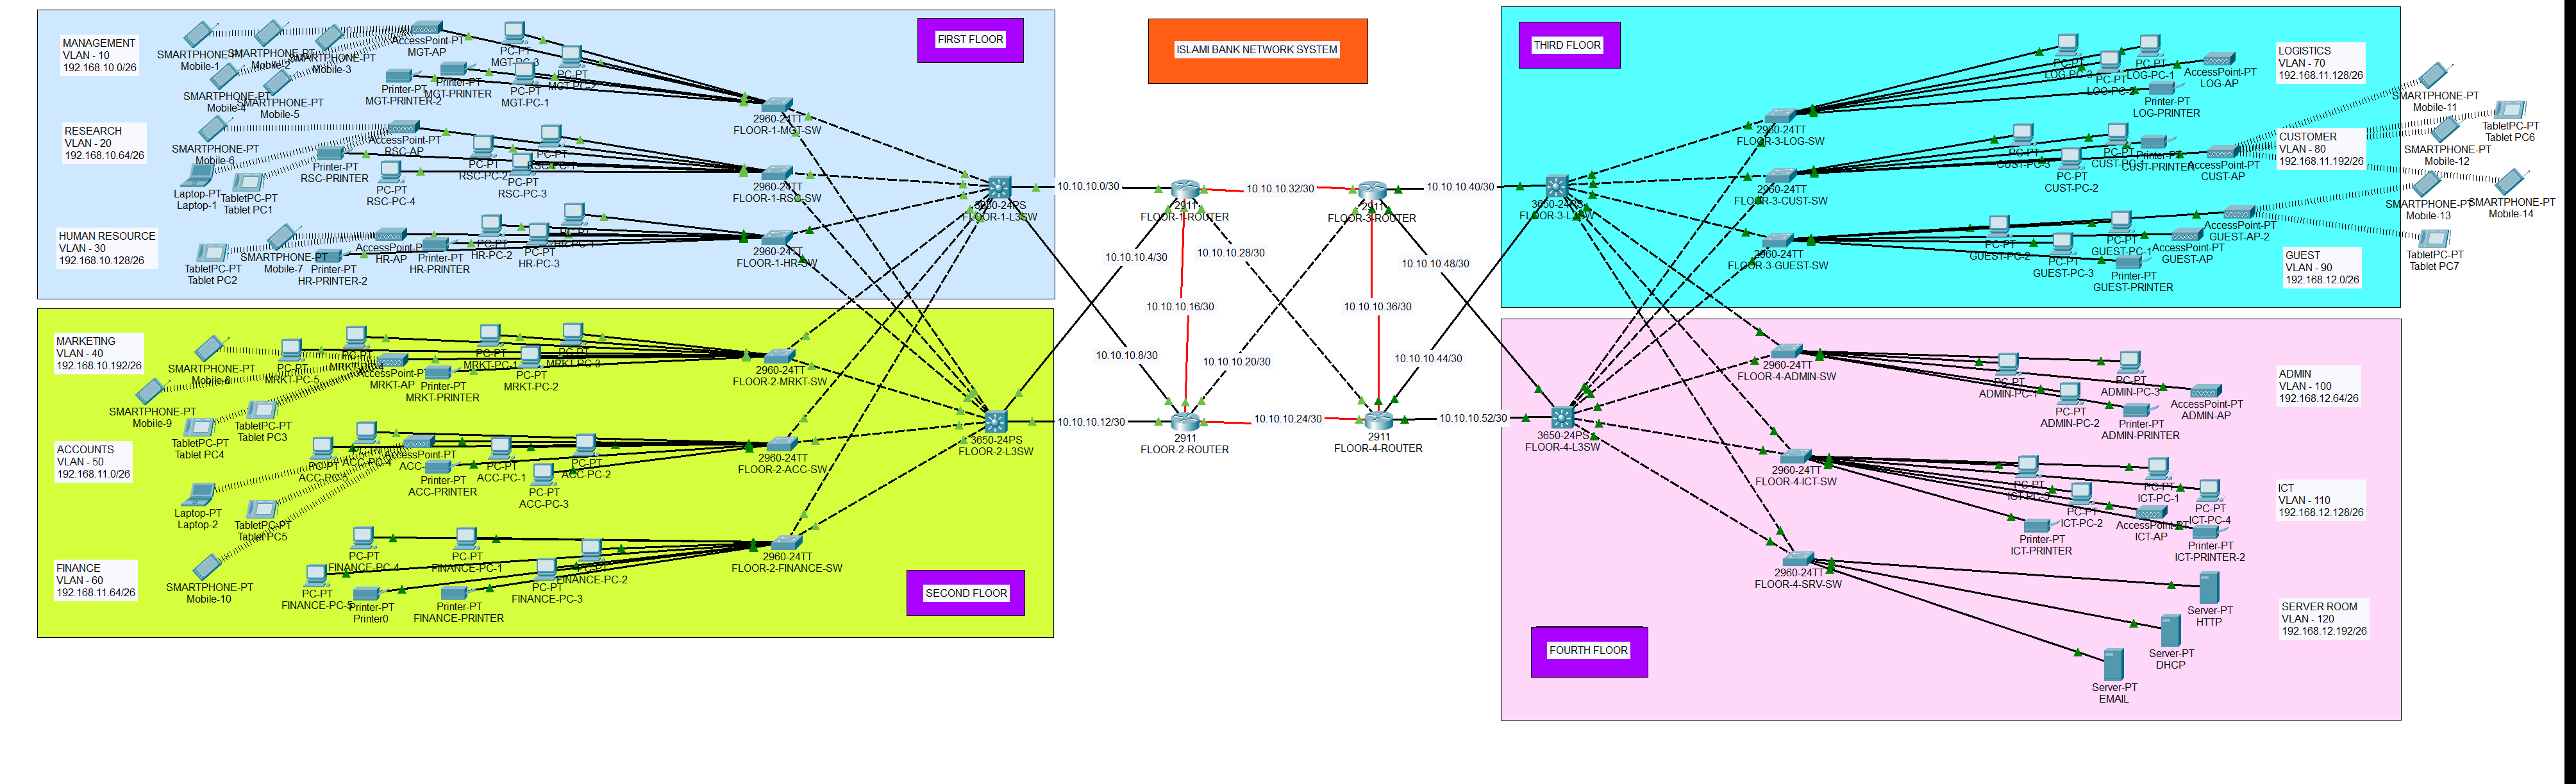 ISLAMI BANK NETWORK SYSTEM
FIRST FLOOR
MANAGEMENT
VLAN - 10
192.168.10.0/26
SMARTPHONE-PT
Mobile-1
SMARTPHONE-PT
Mobile-2
SMARTPHONE-PT
Mobile-3
SMARTPHONE-PT
Mobile-4
SMARTPHONE-PT
Mobile-5
AccessPoint-PT
MGT-AP
PC-PT
MGT-PC-3
PC-PT
MGT-PC-2
PC-PT
MGT-PC-1
Printer-PT
MGT-PRINTER-2
Printer-PT
MGT-PRINTER
2960-24TT
FLOOR-1-MGT-SW
RESEARCH
VLAN - 20
192.168.10.64/26
SMARTPHONE-PT
Mobile-6
Laptop-PT
Laptop-1
TabletPC-PT
Tablet PC1
AccessPoint-PT
RSC-AP
Printer-PT
RSC-PRINTER
PC-PT
RSC-PC-4
PC-PT
RSC-PC-2
PC-PT
RSC-PC-3
PC-PT
RSC-PC-1
2960-24TT
FLOOR-1-RSC-SW
HUMAN RESOURCE
VLAN - 30
192.168.10.128/26
TabletPC-PT
Tablet PC2
SMARTPHONE-PT
Mobile-7
Printer-PT
HR-PRINTER-2
AccessPoint-PT
HR-AP
Printer-PT
HR-PRINTER
PC-PT
HR-PC-2
PC-PT
HR-PC-3
PC-PT
HR-PC-1
2960-24TT
FLOOR-1-HR-SW
3650-24PS
FLOOR-1-L3SW
SECOND FLOOR
MARKETING
VLAN - 40
192.168.10.192/26
SMARTPHONE-PT
Mobile-8
SMARTPHONE-PT
Mobile-9
TabletPC-PT
Tablet PC3
TabletPC-PT
Tablet PC4
PC-PT
MRKT-PC-5
PC-PT
MRKT-PC-4
AccessPoint-PT
MRKT-AP
Printer-PT
MRKT-PRINTER
PC-PT
MRKT-PC-1
PC-PT
MRKT-PC-2
PC-PT
MRKT-PC-3
2960-24TT
FLOOR-2-MRKT-SW
ACCOUNTS
VLAN - 50
192.168.11.0/26
Laptop-PT
Laptop-2
TabletPC-PT
Tablet PC5
SMARTPHONE-PT
Mobile-10
PC-PT
ACC-PC-5
PC-PT
ACC-PC-4
AccessPoint-PT
Printer-PT
ACC-PRINTER
PC-PT
ACC-PC-1
PC-PT
ACC-PC-3
PC-PT
ACC-PC-2
2960-24TT
FLOOR-2-ACC-SW
FINANCE
VLAN - 60
192.168.11.64/26
PC-PT
FINANCE-PC-4
PC-PT
FINANCE-PC-5
Printer-PT
Printer0
PC-PT
FINANCE-PC-1
Printer-PT
FINANCE-PRINTER
PC-PT
FINANCE-PC-3
PC-PT
FINANCE-PC-2
2960-24TT
FLOOR-2-FINANCE-SW
3650-24PS
FLOOR-2-L3SW
10.10.10.0/30
10.10.10.4/30
10.10.10.8/30
10.10.10.12/30
2911
FLOOR-1-ROUTER
2911
FLOOR-2-ROUTER
10.10.10.32/30
10.10.10.28/30
10.10.10.16/30
10.10.10.20/30
10.10.10.24/30
10.10.10.36/30
2911
FLOOR-3-ROUTER
2911
FLOOR-4-ROUTER
10.10.10.40/30
10.10.10.48/30
10.10.10.44/30
10.10.10.52/30
THIRD FLOOR
3650-24PS
FLOOR-3-L3SW
2960-24TT
FLOOR-3-LOG-SW
PC-PT
LOG-PC-3
PC-PT
LOG-PC-2
PC-PT
LOG-PC-1
AccessPoint-PT
LOG-AP
Printer-PT
LOG-PRINTER
LOGISTICS
VLAN - 70
192.168.11.128/26
2960-24TT
FLOOR-3-CUST-SW
PC-PT
CUST-PC-3
PC-PT
CUST-PC-2
PC-PT
CUST-PC-1
Printer-PT
CUST-PRINTER
AccessPoint-PT
CUST-AP
CUSTOMER
VLAN - 80
192.168.11.192/26
SMARTPHONE-PT
Mobile-11
TabletPC-PT
Tablet PC6
SMARTPHONE-PT
Mobile-12
SMARTPHONE-PT
Mobile-13
SMARTPHONE-PT
Mobile-14
TabletPC-PT
Tablet PC7
2960-24TT
FLOOR-3-GUEST-SW
PC-PT
GUEST-PC-2
PC-PT
GUEST-PC-3
PC-PT
GUEST-PC-1
AccessPoint-PT
GUEST-AP-2
AccessPoint-PT
GUEST-AP
Printer-PT
GUEST-PRINTER
GUEST
VLAN - 90
192.168.12.0/26
FOURTH FLOOR
3650-24PS
FLOOR-4-L3SW
2960-24TT
FLOOR-4-ADMIN-SW
PC-PT
ADMIN-PC-1
PC-PT
ADMIN-PC-3
PC-PT
ADMIN-PC-2
AccessPoint-PT
ADMIN-AP
Printer-PT
ADMIN-PRINTER
ADMIN
VLAN - 100
192.168.12.64/26
2960-24TT
FLOOR-4-ICT-SW
PC-PT
ICT-PC-3
PC-PT
ICT-PC-1
PC-PT
ICT-PC-2
PC-PT
ICT-PC-4
AccessPoint-PT
ICT-AP
Printer-PT
ICT-PRINTER
Printer-PT
ICT-PRINTER-2
ICT
VLAN - 110
192.168.12.128/26
2960-24TT
FLOOR-4-SRV-SW
Server-PT
HTTP
Server-PT
DHCP
Server-PT
EMAIL
SERVER ROOM
VLAN - 120
192.168.12.192/26